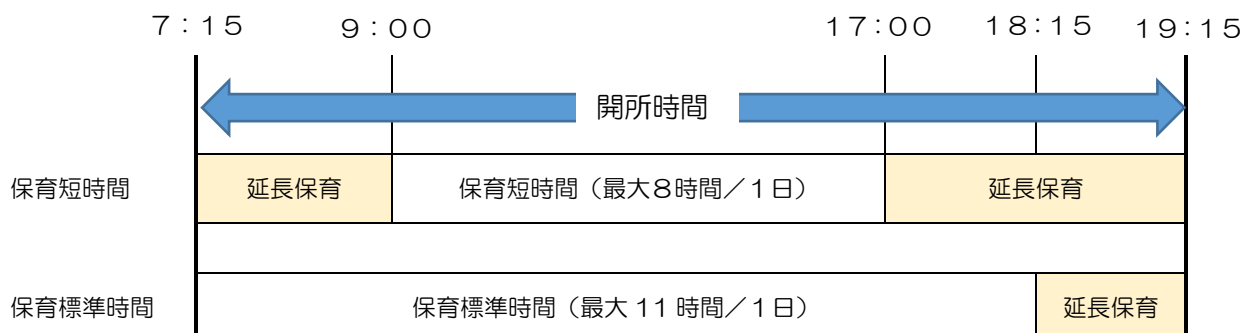 ７：１５ ９：００ １７：００ １８：１５ １９：１５
開所時間
保育短時間 延長保育 保育短時間（最大８時間／１日） 延長保育
保育標準時間 保育標準時間（最大 11 時間／１日） 延長保育